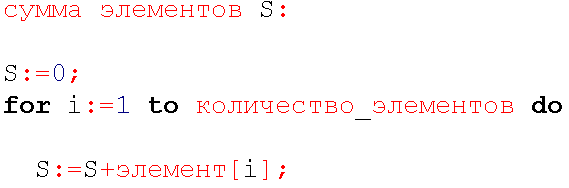 сумма элементов S:
S:=0;
for i:=1 to количество_элементов do
S:=S+элемент[i];